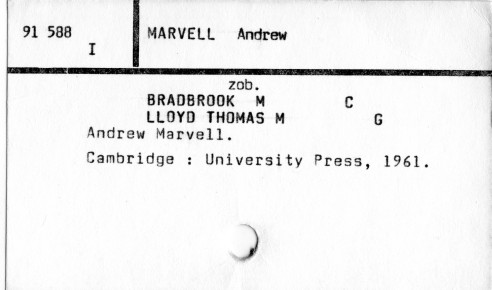 91 588 MARVELL Andrew
I
zob.
BRADBROOK M C
LLOYD THOMAS M G
Andrew Marvell.
Cambridge : University Press, 1961.